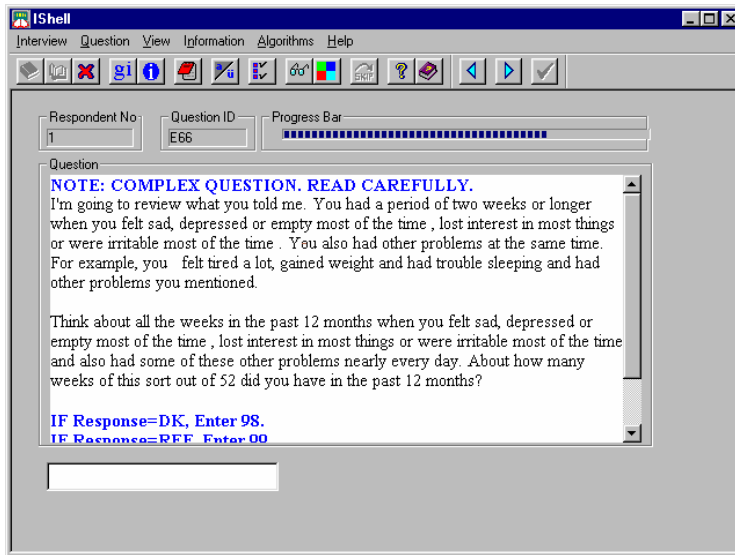 IShell
Interview Question View Information Algorithms Help
gi i a/ü SKIP ?
Respondent No
1
Question ID
E66
Progress Bar
Question
NOTE: COMPLEX QUESTION. READ CAREFULLY.
I'm going to review what you told me. You had a period of two weeks or longer
when you felt sad, depressed or empty most of the time , lost interest in most things
or were irritable most of the time . You also had other problems at the same time.
For example, you felt tired a lot, gained weight and had trouble sleeping and had
other problems you mentioned.
Think about all the weeks in the past 12 months when you felt sad, depressed or
empty most of the time , lost interest in most things or were irritable most of the time
and also had some of these other problems nearly every day. About how many
weeks of this sort out of 52 did you have in the past 12 months?
IF Response=DK, Enter 98.
IF Response=REF, Enter 99